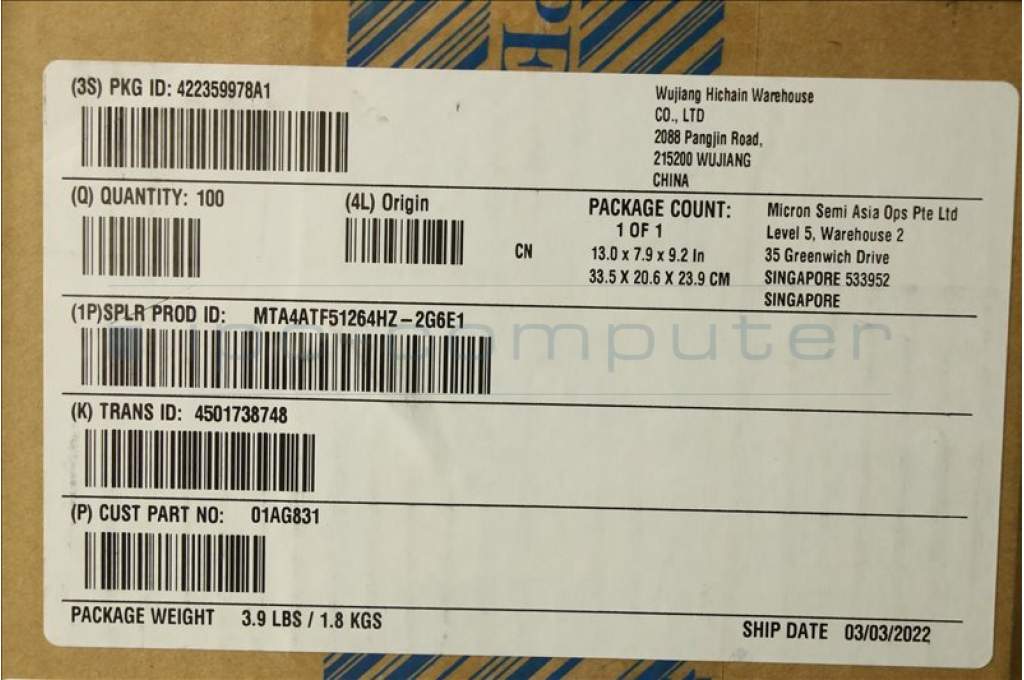 PE
(3S) PKG ID: 422359978A1
Wujiang Hichain Warehouse
CO., LTD
2088 Pangjin Road,
215200 WUJIANG
CHINA
(Q) QUANTITY: 100
(4L) Origin
CN
PACKAGE COUNT:
1 OF 1
13.0 x 7.9 x 9.2 In
33.5 X 20.6 X 23.9 CM
Micron Semi Asia Ops Pte Ltd
Level 5, Warehouse 2
35 Greenwich Drive
SINGAPORE 533952
SINGAPORE
(1P)SPLR PROD ID: MTA4ATF51264HZ-2G6E1
ipc-computer
(K) TRANS ID: 4501738748
(P) CUST PART NO: 01AG831
PACKAGE WEIGHT 3.9 LBS / 1.8 KGS
SHIP DATE 03/03/2022